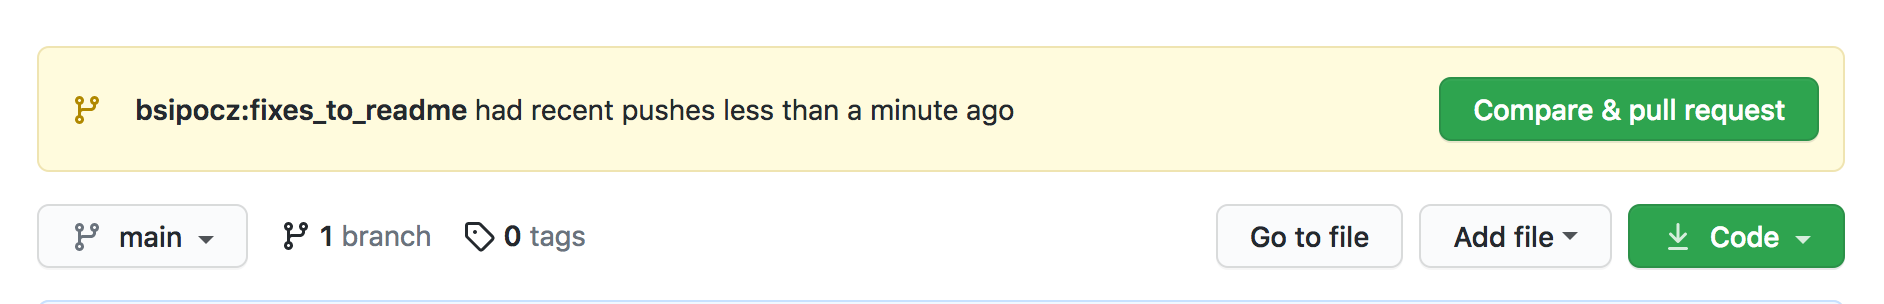 bsipocz:fixes_to_readme had recent pushes less than a minute ago
Compare & pull request
main
1 branch
0 tags
Go to file
Add file
Code